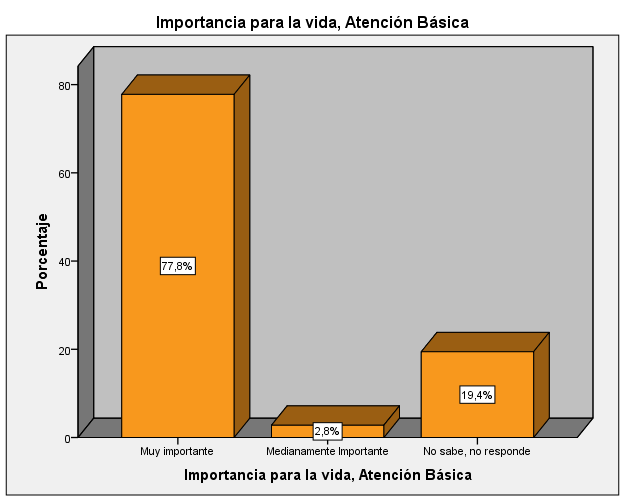 Importancia para la vida, Atención Básica
Porcentaje
80
60
40
20
0
77,8%
2,8%
19,4%
Muy importante
Medianamente Importante
No sabe, no responde
Importancia para la vida, Atención Básica